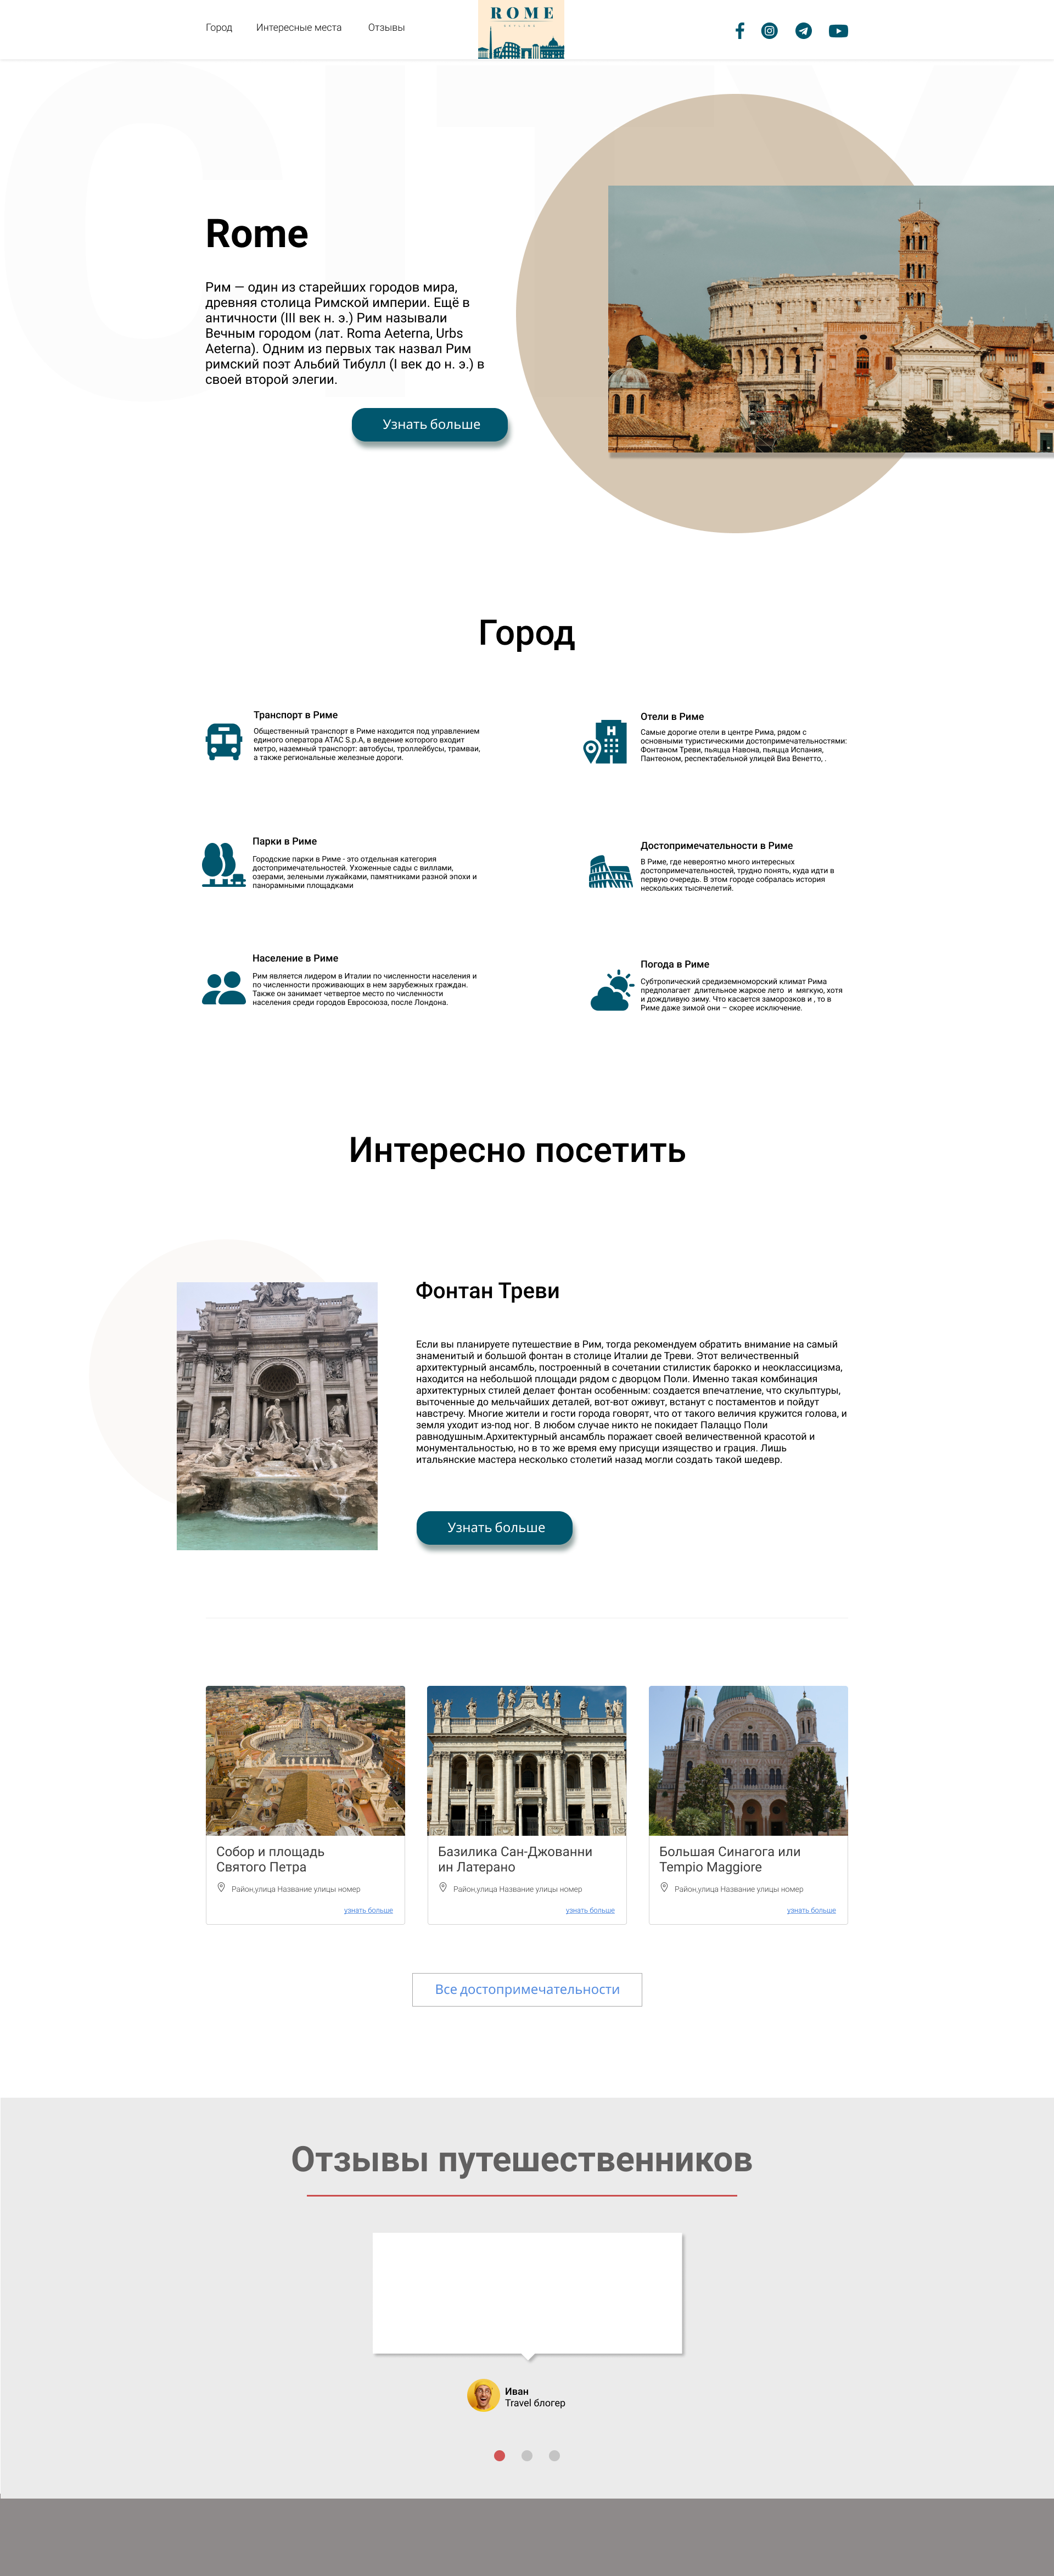 Город
Интересные места
Отзывы
ROME
SKYLINE
CITY
Rome
Рим — один из старейших городов мира,
древняя столица Римской империи. Ещё в
античности (III век н. э.) Рим называли
Вечным городом (лат. Roma Aeterna, Urbs
Aeterna). Одним из первых так назвал Рим
римский поэт Альбий Тибулл (I век до н. э.) в
своей второй элегии.
Узнать больше
Город
Транспорт в Риме
Общественный транспорт в Риме находится под управлением
единого оператора ATAC S.p.A, в ведение которого входит
метро, наземный транспорт: автобусы, троллейбусы, трамваи,
а также региональные железные дороги.
H
Отели в Риме
Самые дорогие отели в центре Рима, рядом с
основными туристическими достопримечательностями:
Фонтаном Треви, пьяцца Навона, пьяцца Испания,
Пантеоном, респектабельной улицей Виа Венетто, .
Парки в Риме
Городские парки в Риме - это отдельная категория
достопримечательностей. Ухоженные сады с виллами,
озерами, зелеными лужайками, памятниками разной эпохи и
панорамными площадками
Достопримечательности в Риме
В Риме, где невероятно много интересных
достопримечательностей, трудно понять, куда идти в
первую очередь. В этом городе собралась история
нескольких тысячелетий.
Население в Риме
Рим является лидером в Италии по численности населения и
по численности проживающих в нем зарубежных граждан.
Также он занимает четвертое место по численности
населения среди городов Евросоюза, после Лондона.
Погода в Риме
Субтропический средиземноморский климат Рима
предполагает  длительное жаркое лето  и  мягкую, хотя
и дождливую зиму. Что касается заморозков и , то в
Риме даже зимой они – скорее исключение.
Интересно посетить
Фонтан Треви
Если вы планируете путешествие в Рим, тогда рекомендуем обратить внимание на самый
знаменитый и большой фонтан в столице Италии де Треви. Этот величественный
архитектурный ансамбль, построенный в сочетании стилистик барокко и неоклассицизма,
находится на небольшой площади рядом с дворцом Поли. Именно такая комбинация
архитектурных стилей делает фонтан особенным: создается впечатление, что скульптуры,
выточенные до мельчайших деталей, вот-вот оживут, встанут с постаментов и пойдут
навстречу. Многие жители и гости города говорят, что от такого величия кружится голова, и
земля уходит из-под ног. В любом случае никто не покидает Палаццо Поли
равнодушным.Архитектурный ансамбль поражает своей величественной красотой и
монументальностью, но в то же время ему присущи изящество и грация. Лишь
итальянские мастера несколько столетий назад могли создать такой шедевр.
Узнать больше
Собор и площадь
Святого Петра
Район,улица Название улицы номер
узнать больше
Базилика Сан-Джованни
ин Латерано
Район,улица Название улицы номер
узнать больше
Большая Синагога или
Tempio Maggiore
Район,улица Название улицы номер
узнать больше
Все достопримечательности
Отзывы путешественников
Иван
Travel блогер